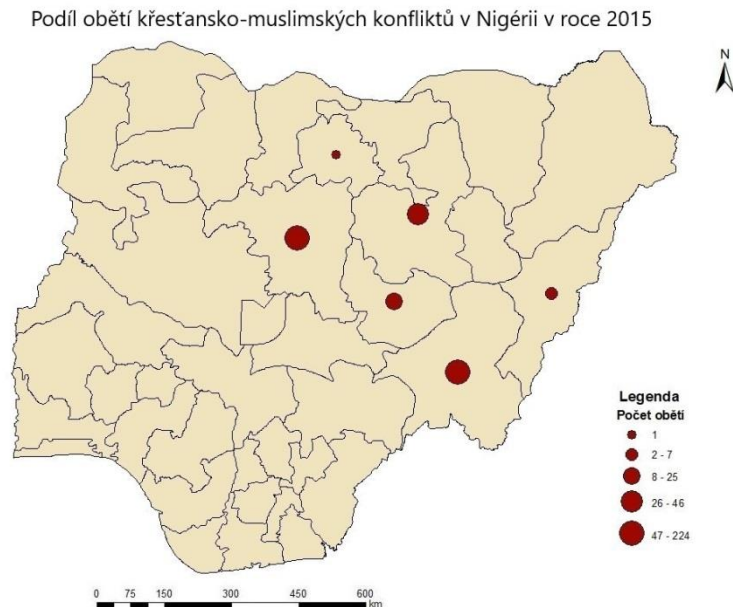 Podíl obětí křesťansko-muslimských konfliktů v Nigérii v roce 2015
N
Legenda
Počet obětí
1
2 - 7
8 - 25
26 - 46
47 - 224
0 75 150 300 450 600
km